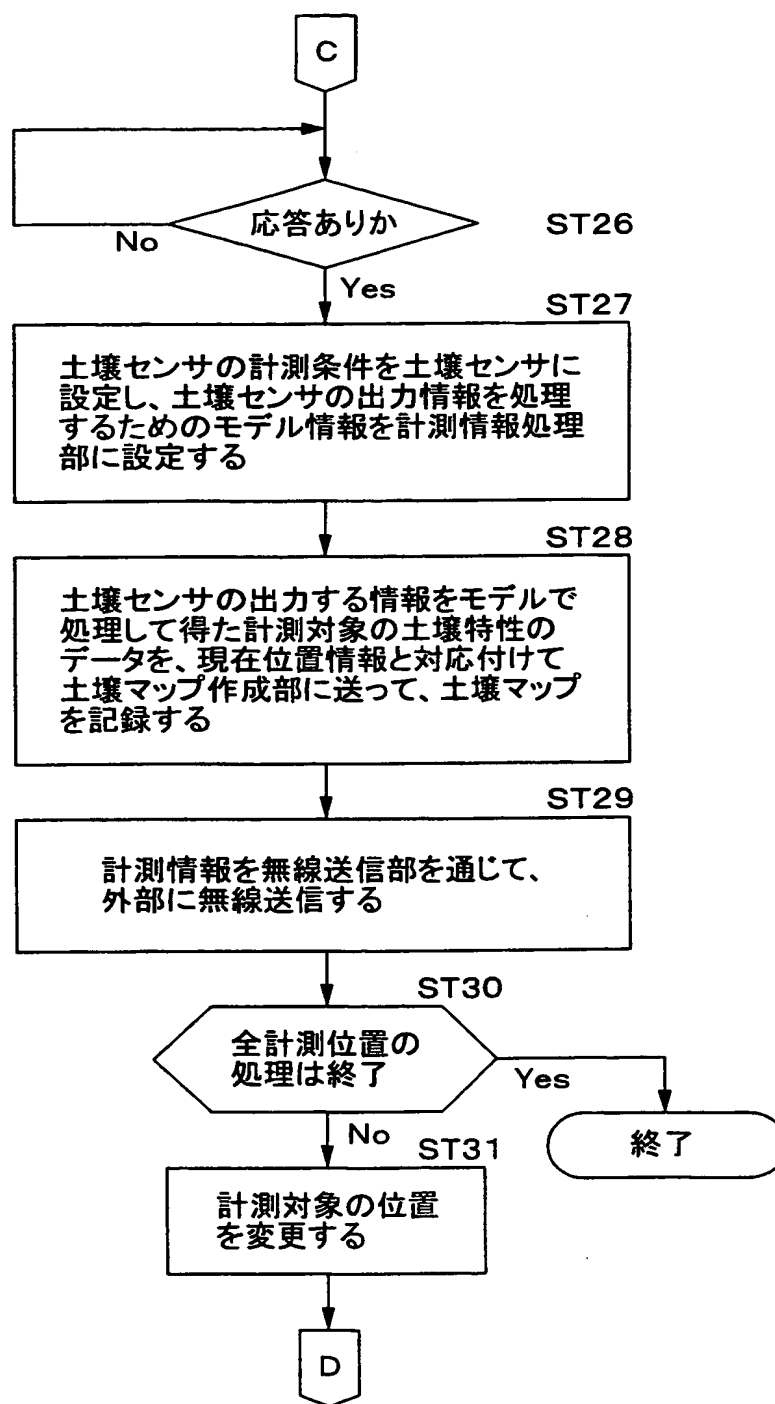 C
応答ありか
ST26
No
Yes
ST27
土壌センサの計測条件を土壌センサに
設定し、土壌センサの出力情報を処理
するためのモデル情報を計測情報処理
部に設定する
ST28
土壌センサの出力する情報をモデルで
処理して得た計測対象の土壌特性の
データを、現在位置情報と対応付けて
土壌マップ作成部に送って、土壌マップ
を記録する
ST29
計測情報を無線送信部を通じて、
外部に無線送信する
ST30
全計測位置の
処理は終了
Yes
No
終了
ST31
計測対象の位置
を変更する
D